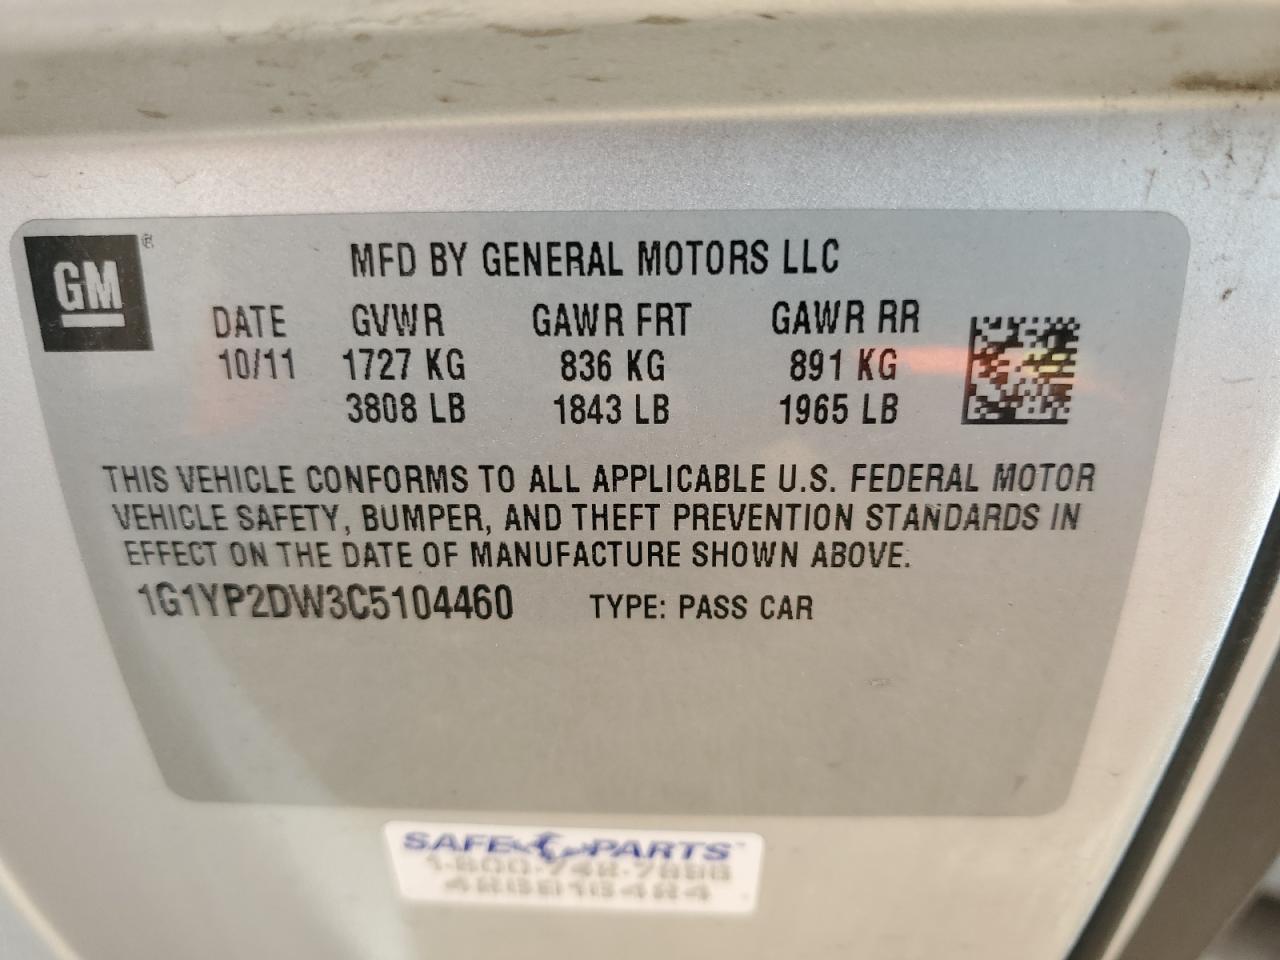 GM ®
MFD BY GENERAL MOTORS LLC
DATE GVWR GAWR FRT GAWR RR
10/11 1727 KG 836 KG 891 KG
3808 LB 1843 LB 1965 LB
THIS VEHICLE CONFORMS TO ALL APPLICABLE U.S. FEDERAL MOTOR
VEHICLE SAFETY, BUMPER, AND THEFT PREVENTION STANDARDS IN
EFFECT ON THE DATE OF MANUFACTURE SHOWN ABOVE.
1G1YP2DW3C5104460 TYPE: PASS CAR
SAFE PARTS